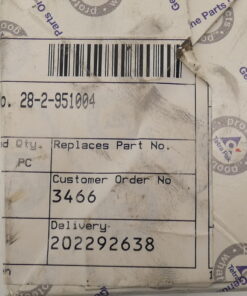 o. 28-2-951004
d Qty. Replaces Part No.
PC
Customer Order No
3466
Delivery
202292638